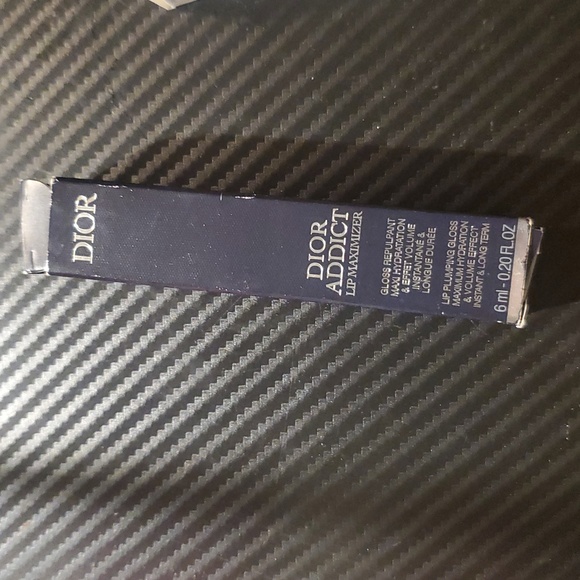 DIOR
DIOR
ADDICT
LIP MAXIMIZER
GLOSS REPULPANT
MAXI HYDRATATION
& EFFET VOLUME
INSTANTANÉ &
LONGUE DURÉE
LIP PLUMPING GLOSS
MAXIMUM HYDRATION
& VOLUME EFFECT
INSTANT & LONG TERM
6 ml - 0.20 FL.OZ